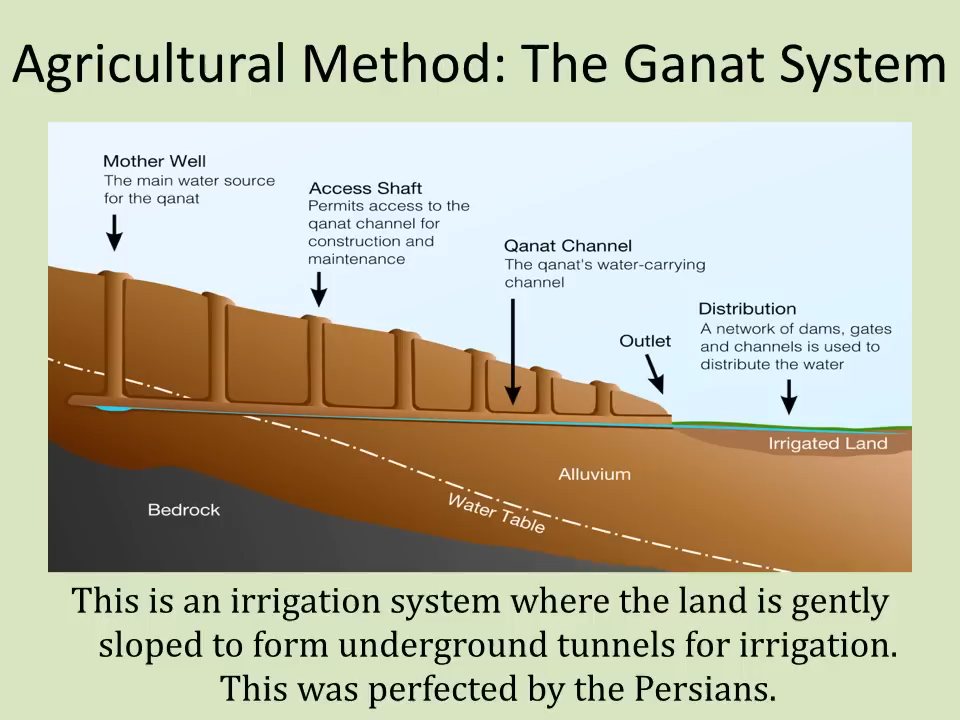 Agricultural Method: The Ganat System
Mother Well
The main water source
for the qanat
Access Shaft
Permits access to the
qanat channel for
construction and
maintenance
Qanat Channel
The qanat's water-carrying
channel
Outlet
Distribution
A network of dams, gates
and channels is used to
distribute the water
Irrigated Land
Alluvium
Water Table
Bedrock
This is an irrigation system where the land is gently
sloped to form underground tunnels for irrigation.
This was perfected by the Persians.